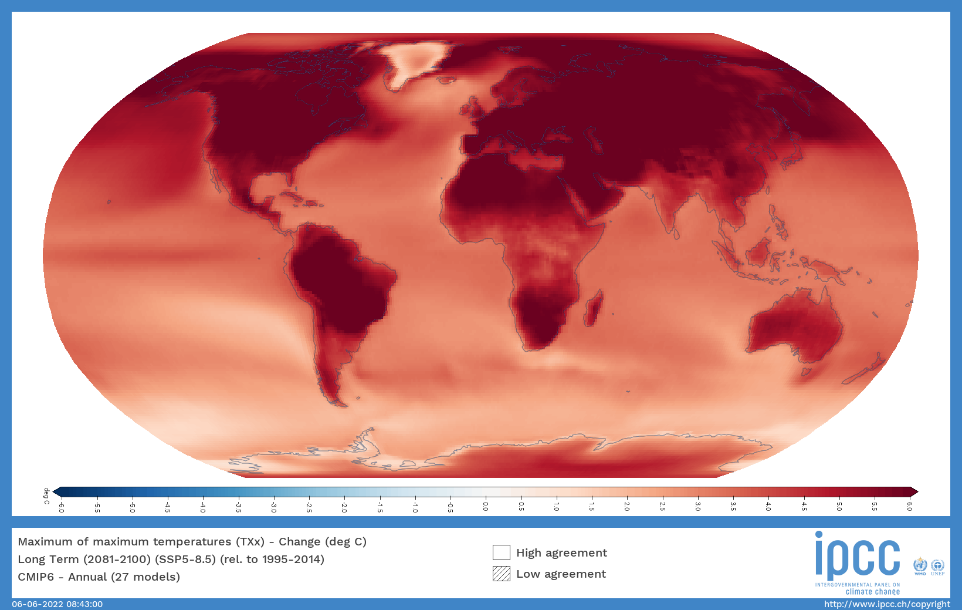 deg C
-6.0 -5.5 -5.0 -4.5 -4.0 -3.5 -3.0 -2.5 -2.0 -1.5 -1.0 -0.5 0.0 0.5 1.0 1.5 2.0 2.5 3.0 3.5 4.0 4.5 5.0 5.5 6.0
Maximum of maximum temperatures (TXx) - Change (deg C)
Long Term (2081-2100) (SSP5-8.5) (rel. to 1995-2014)
CMIP6 - Annual (27 models)
High agreement
Low agreement
ipcc
INTERGOVERNMENTAL PANEL ON
climate change
WMO
UNEP
06-06-2022 08:43:00
http://www.ipcc.ch/copyright